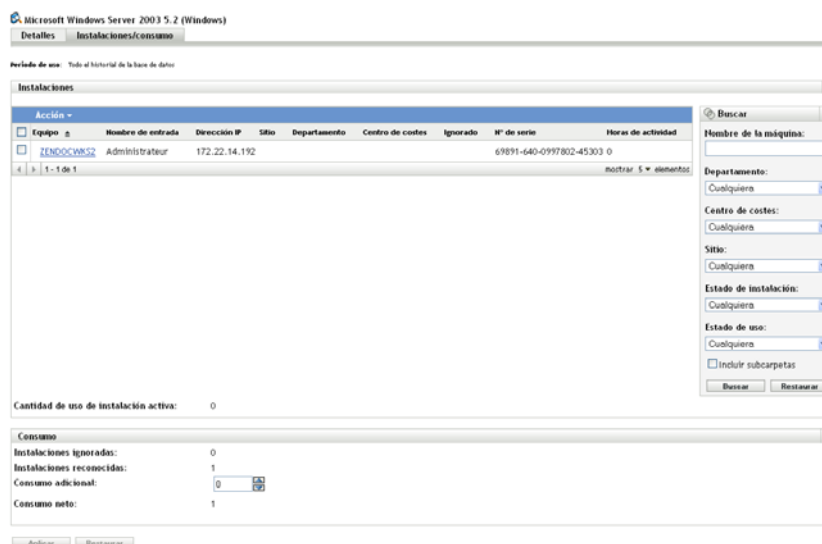 Microsoft Windows Server 2003 5.2 (Windows)
Detalles Instalaciones/consumo
Período de uso: Todo el historial de la base de datos
Instalaciones
Acción
Equipo Nombre de entrada Dirección IP Sitio Departamento Centro de costes Ignorado Nº de serie Horas de actividad
ZENDOCWKS2 Administrateur 172.22.14.192 69891-640-0997802-45303 0
1 - 1 de 1 mostrar 5 elementos
Buscar
Nombre de la máquina:
Departamento:
Cualquiera
Centro de costes:
Cualquiera
Sitio:
Cualquiera
Estado de instalación:
Cualquiera
Estado de uso:
Cualquiera
Incluir subcarpetas
Buscar Restaurar
Cantidad de uso de instalación activa: 0
Consumo
Instalaciones ignoradas: 0
Instalaciones reconocidas: 1
Consumo adicional: 0
Consumo neto: 1
Aplicar Restaurar